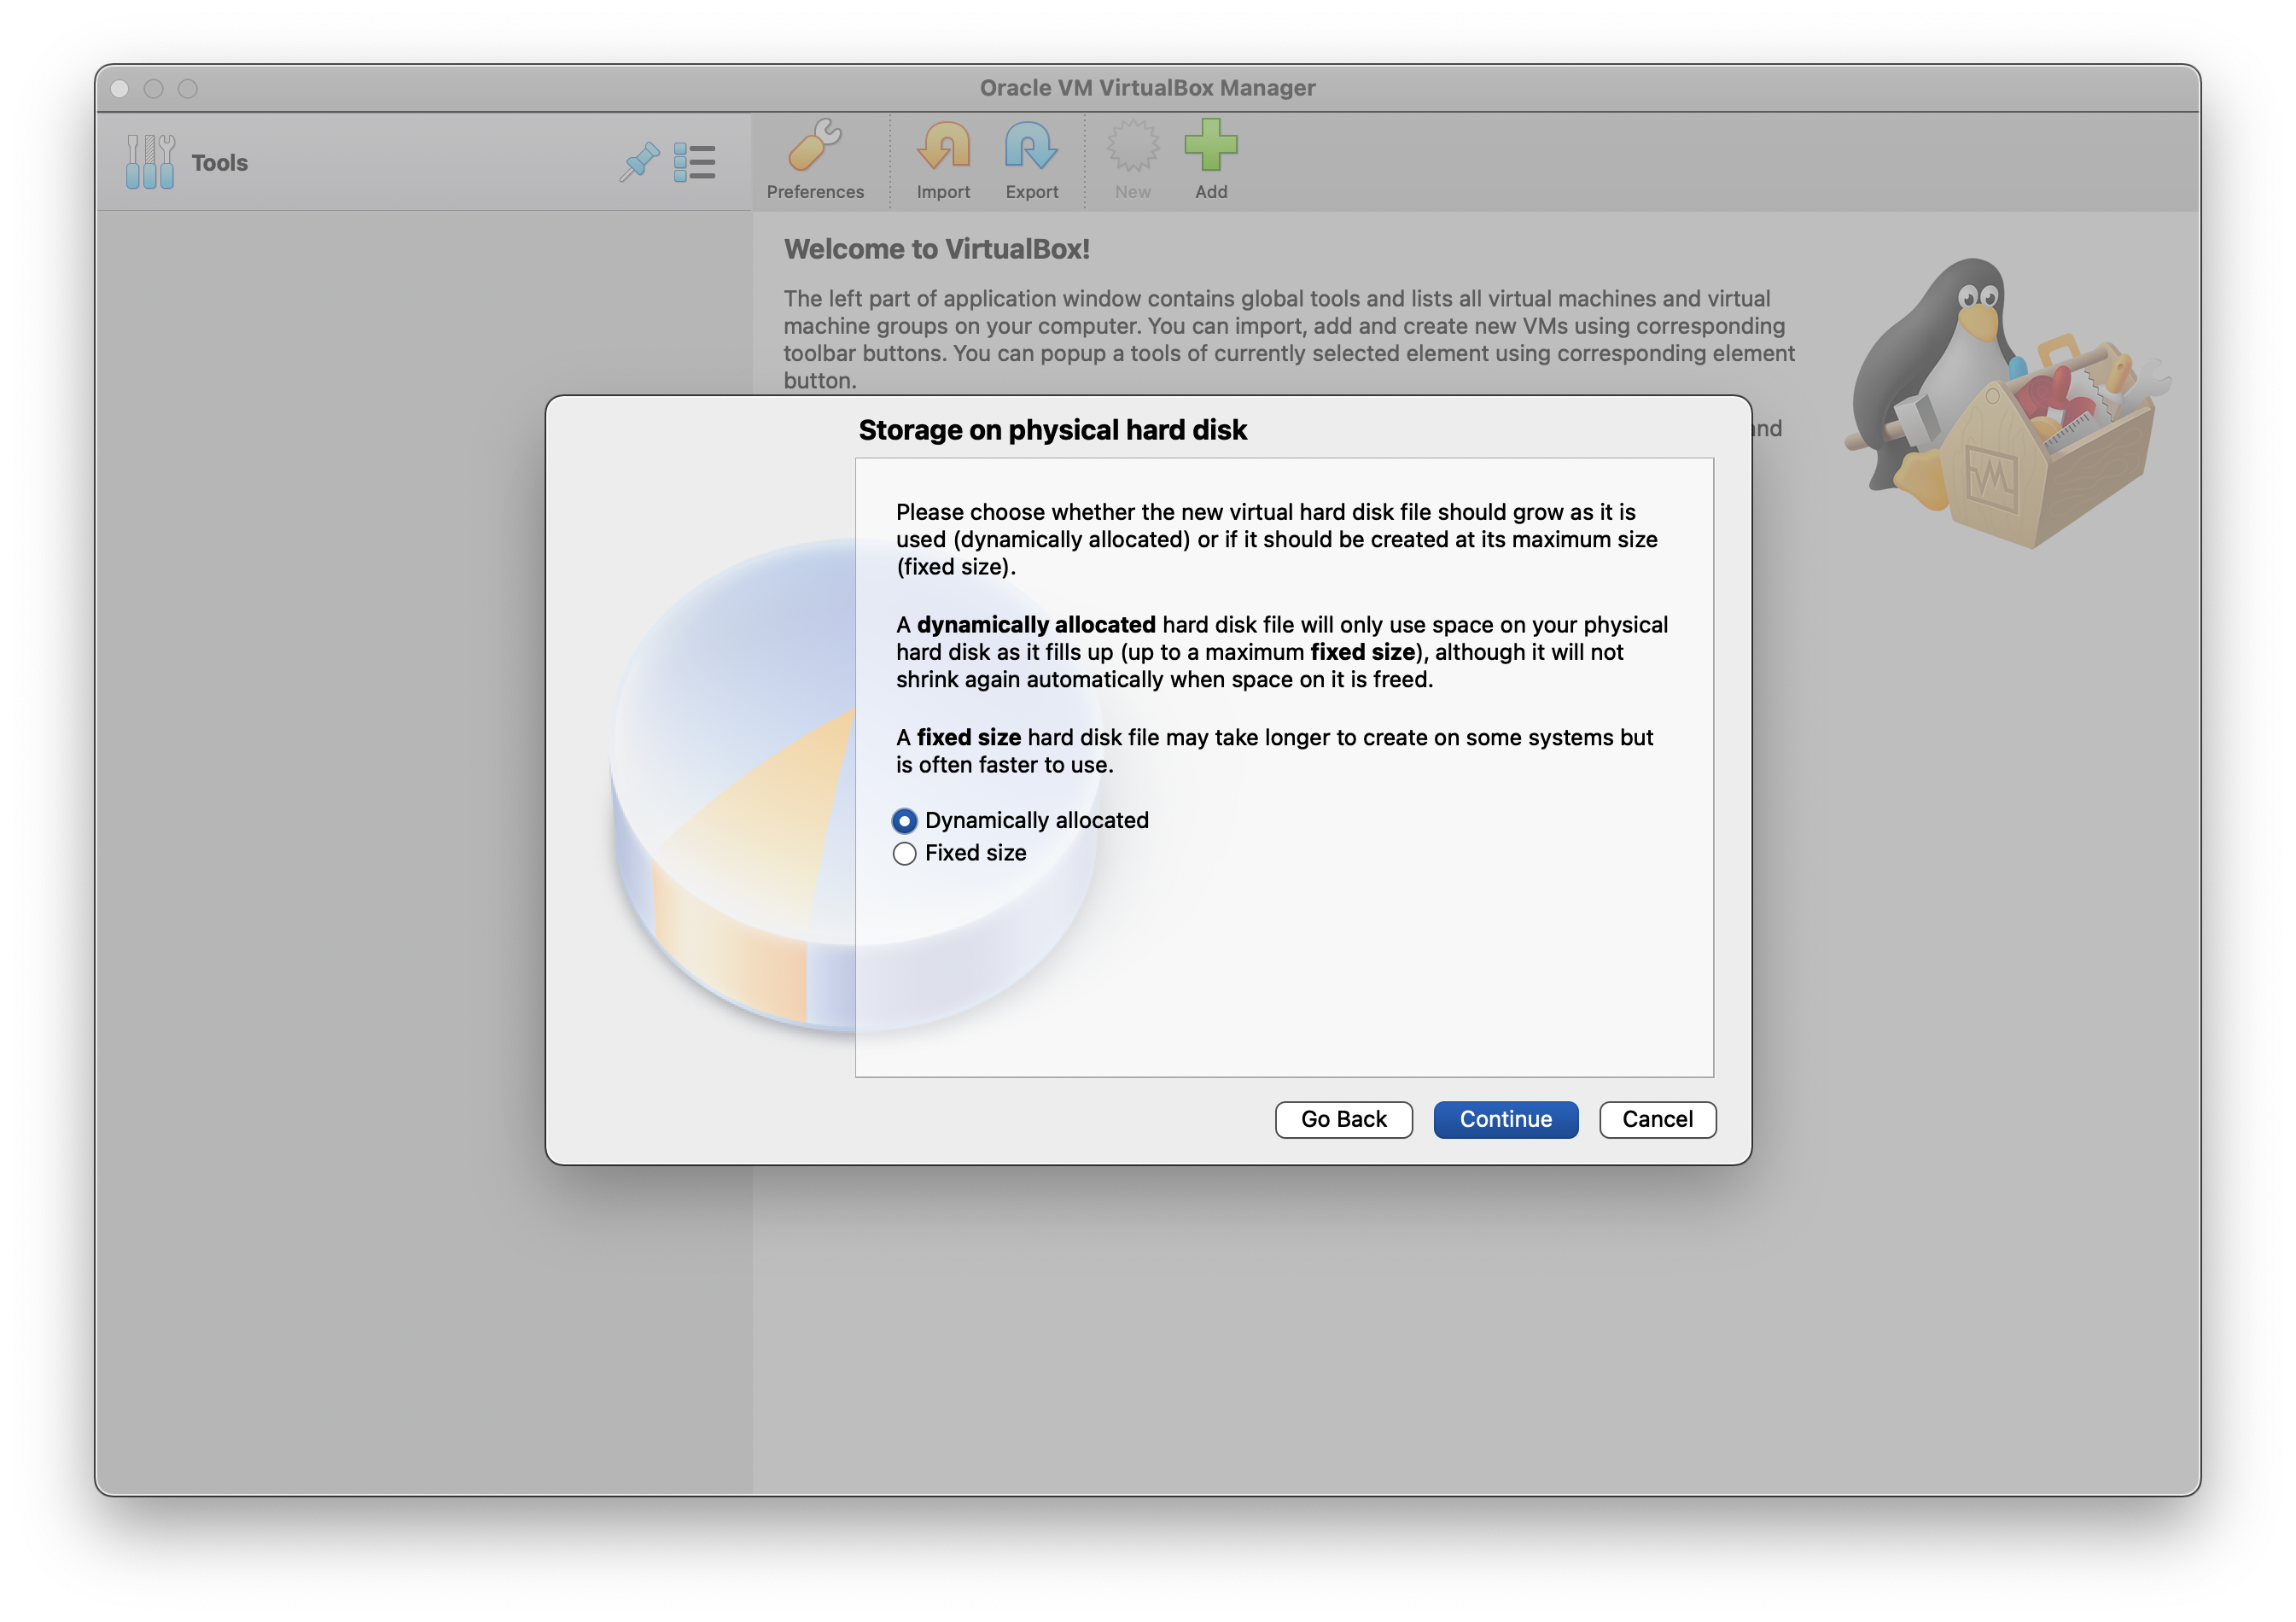 Oracle VM VirtualBox Manager
Tools
Preferences
Import
Export
New
Add
Welcome to VirtualBox!
The left part of application window contains global tools and lists all virtual machines and virtual
machine groups on your computer. You can import, add and create new VMs using corresponding
toolbar buttons. You can popup a tools of currently selected element using corresponding element
button.
and
Storage on physical hard disk
Please choose whether the new virtual hard disk file should grow as it is
used (dynamically allocated) or if it should be created at its maximum size
(fixed size).
A dynamically allocated hard disk file will only use space on your physical
hard disk as it fills up (up to a maximum fixed size), although it will not
shrink again automatically when space on it is freed.
A fixed size hard disk file may take longer to create on some systems but
is often faster to use.
Dynamically allocated
Fixed size
Go Back
Continue
Cancel